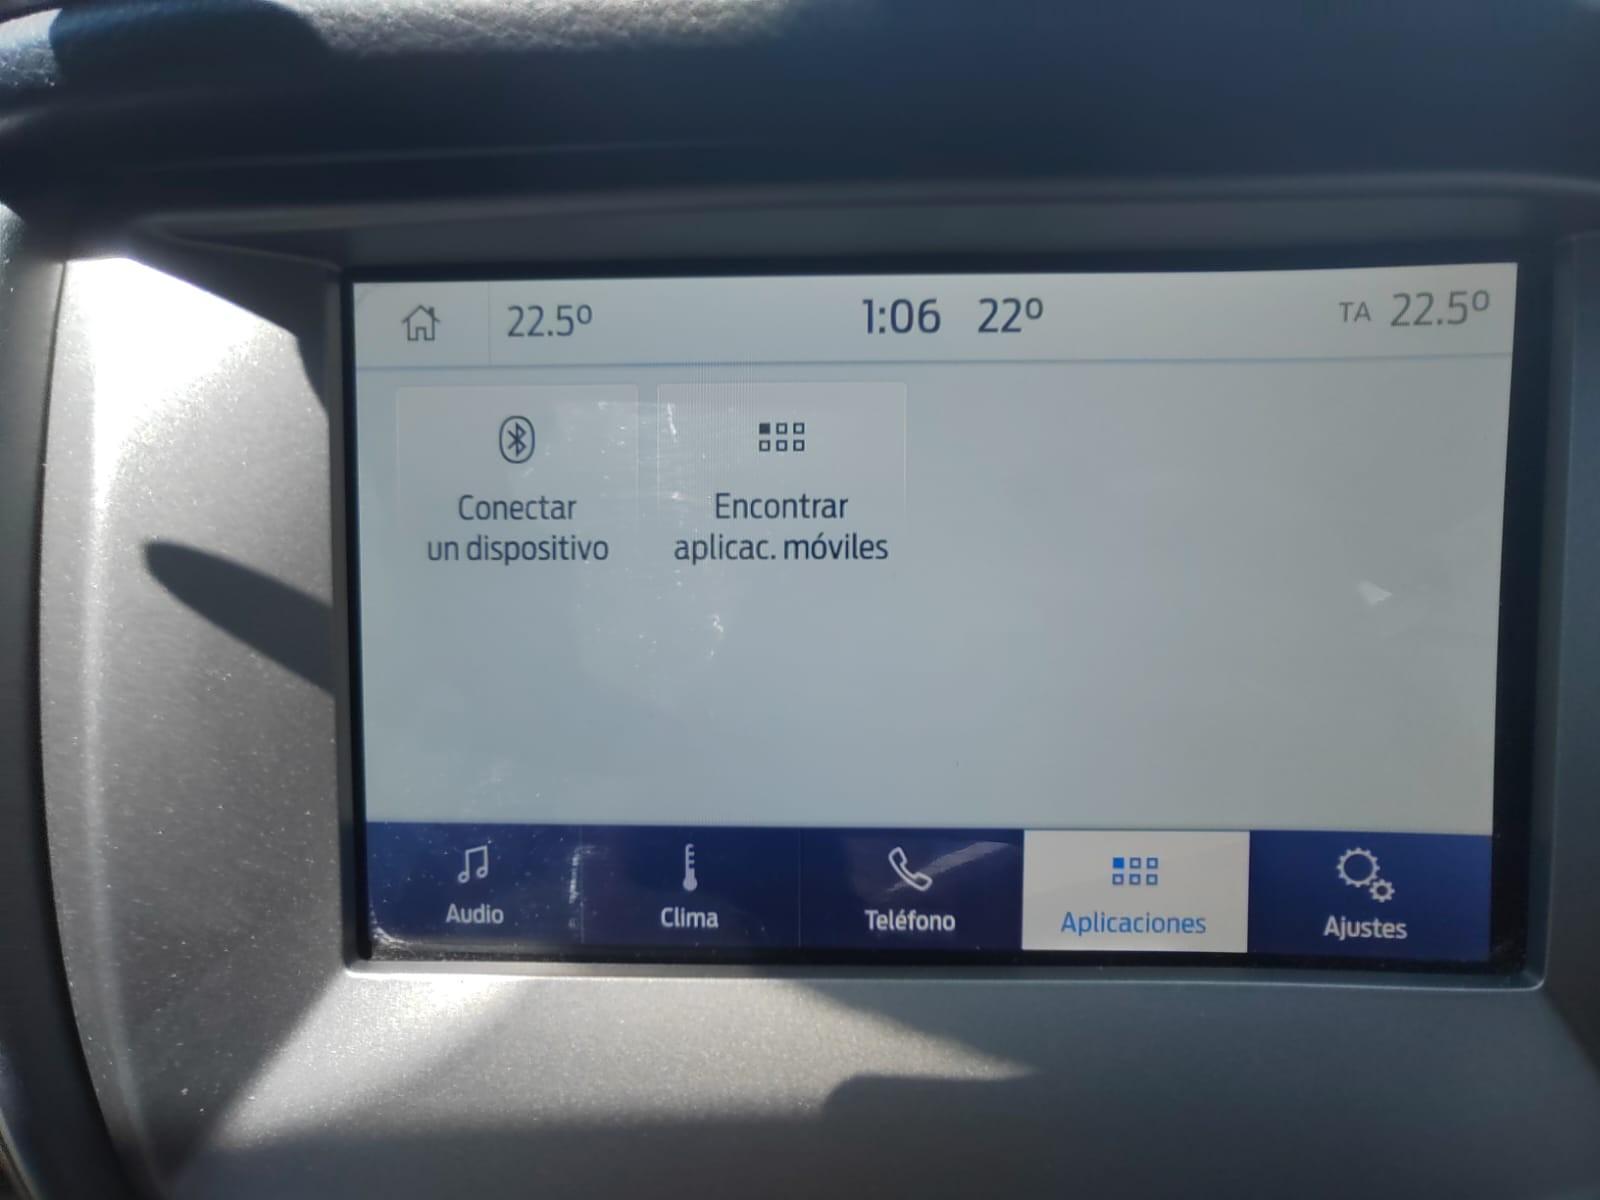 22.5º
1:06 22º
TA 22.5º
Conectar
un dispositivo
Encontrar
aplicac. móviles
Audio
Clima
Teléfono
Aplicaciones
Ajustes